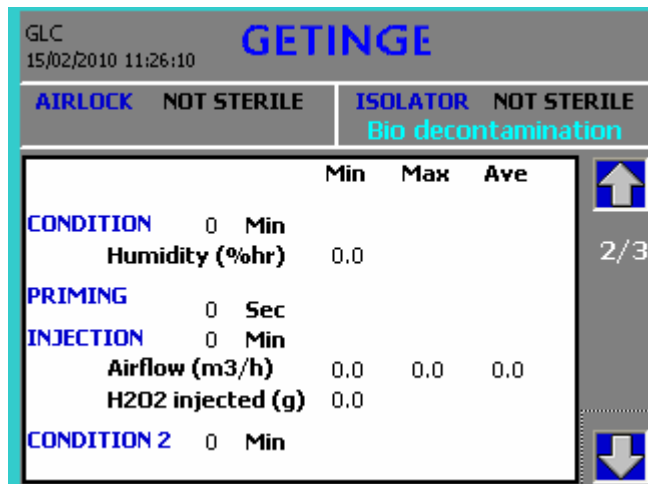 GLC
15/02/2010 11:26:10
GETINGE
AIRLOCK NOT STERILE
ISOLATOR NOT STERILE
Bio decontamination
Min Max Ave
CONDITION 0 Min
Humidity (%hr) 0.0
PRIMING 0 Sec
INJECTION 0 Min
Airflow (m3/h) 0.0 0.0 0.0
H2O2 injected (g) 0.0
CONDITION 2 0 Min
2/3